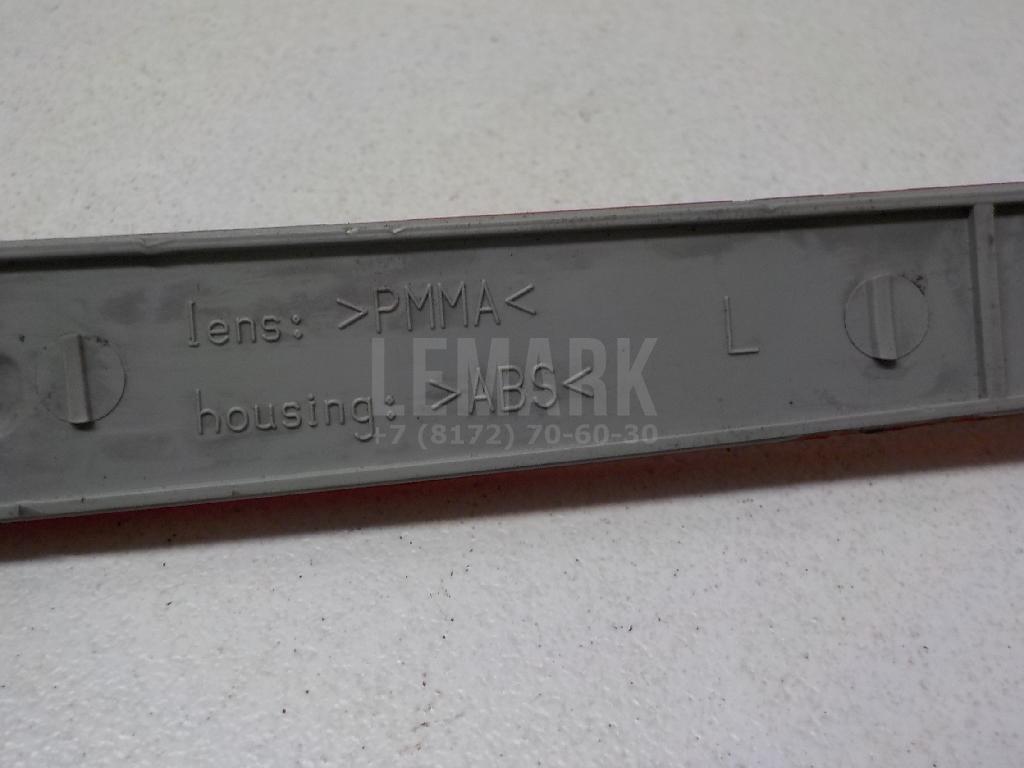 lens: >PMMA<
L
housing: >ABS<
LEMARK
+7 (8172) 70-60-30